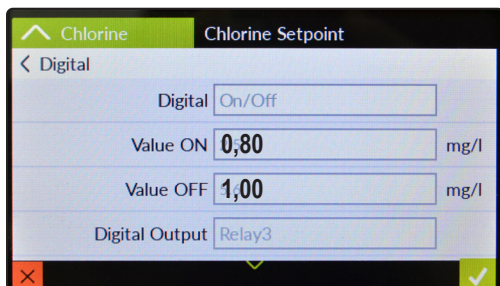 Chlorine Chlorine Setpoint
Digital
Digital On/Off
Value ON 0,80 mg/l
Value OFF 1,00 mg/l
Digital Output Relay3